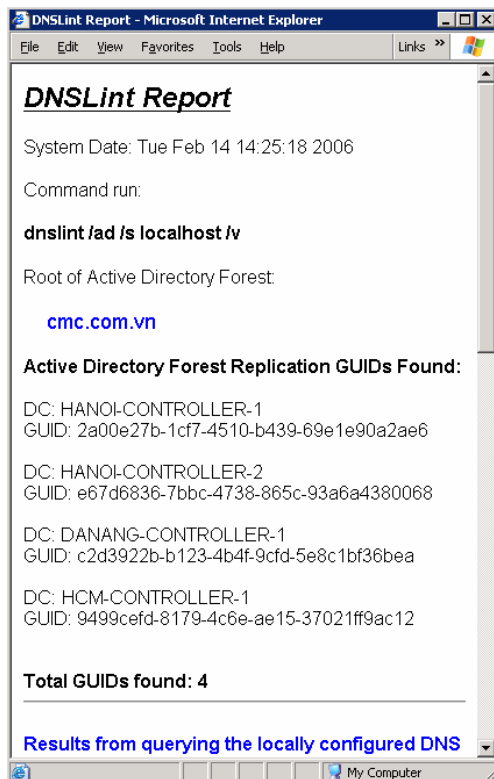 DNSLint Report - Microsoft Internet Explorer
File Edit View Favorites Tools Help Links »
DNSLint Report
System Date: Tue Feb 14 14:25:18 2006
Command run:
dnslint /ad /s localhost /v
Root of Active Directory Forest:
cmc.com.vn
Active Directory Forest Replication GUIDs Found:
DC: HANOI-CONTROLLER-1
GUID: 2a00e27b-1cf7-4510-b439-69e1e90a2ae6
DC: HANOI-CONTROLLER-2
GUID: e67d6836-7bbc-4738-865c-93a6a4380068
DC: DANANG-CONTROLLER-1
GUID: c2d3922b-b123-4b4f-9cfd-5e8c1bf36bea
DC: HCM-CONTROLLER-1
GUID: 9499cefd-8179-4c6e-ae15-37021ff9ac12
Total GUIDs found: 4
Results from querying the locally configured DNS
My Computer